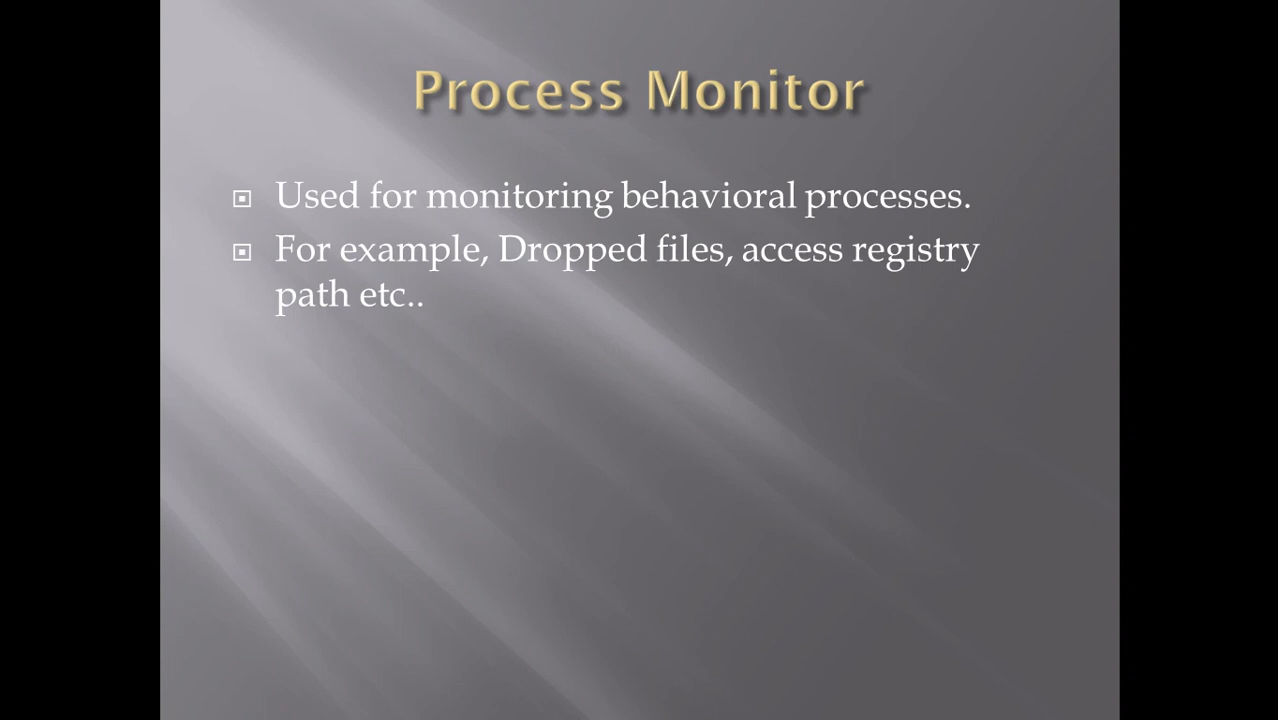 Process Monitor
Used for monitoring behavioral processes.
For example, Dropped files, access registry
path etc..